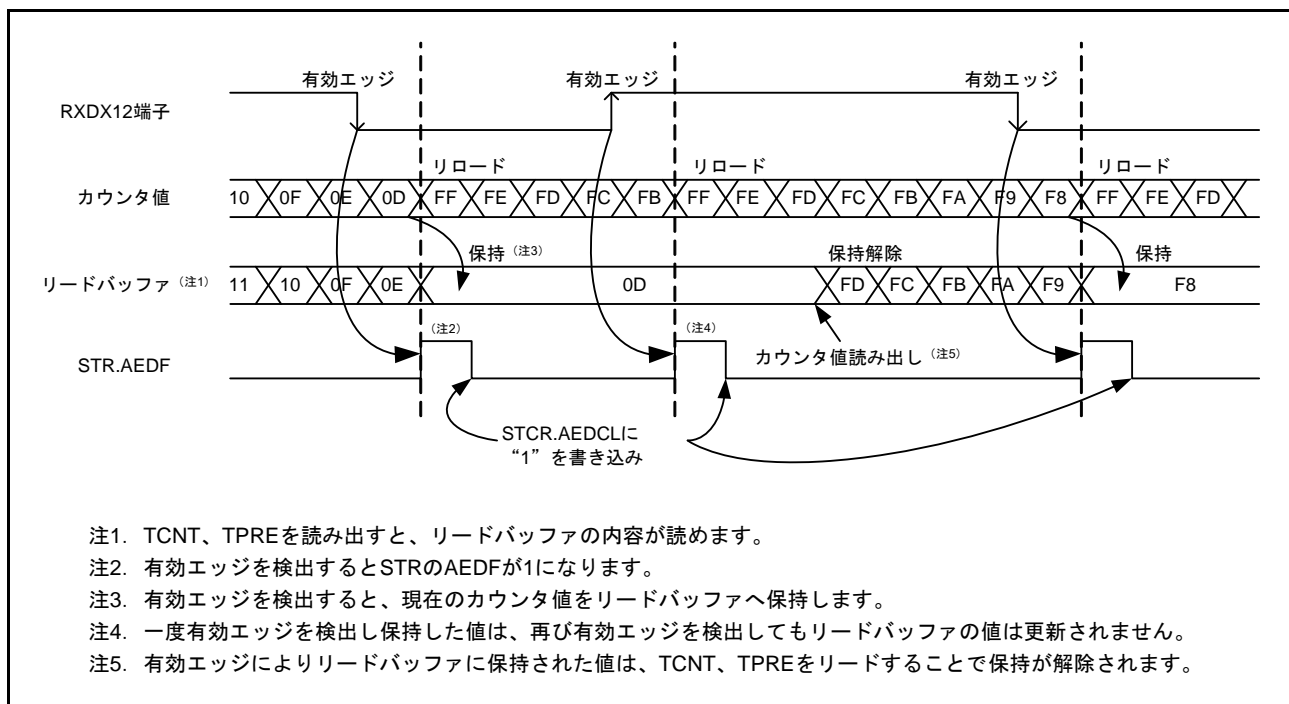 有効エッジ 有効エッジ 有効エッジ
RXDX12端子
リロード リロード リロード
カウンタ値 10 0F 0E 0D FF FE FD FC FB FF FE FD FC FB FA F9 F8 FF FE FD
保持（注3） 保持解除 保持
リードバッファ（注1） 11 10 0F 0E 0D FD FC FB FA F9 F8
（注2） （注4）
カウンタ値読み出し（注5）
STR.AEDF
STCR.AEDCLに
“1”を書き込み
注1. TCNT、TPREを読み出すと、リードバッファの内容が読めます。
注2. 有効エッジを検出するとSTRのAEDFが1になります。
注3. 有効エッジを検出すると、現在のカウンタ値をリードバッファへ保持します。
注4. 一度有効エッジを検出し保持した値は、再び有効エッジを検出してもリードバッファの値は更新されません。
注5. 有効エッジによりリードバッファに保持された値は、TCNT、TPREをリードすることで保持が解除されます。